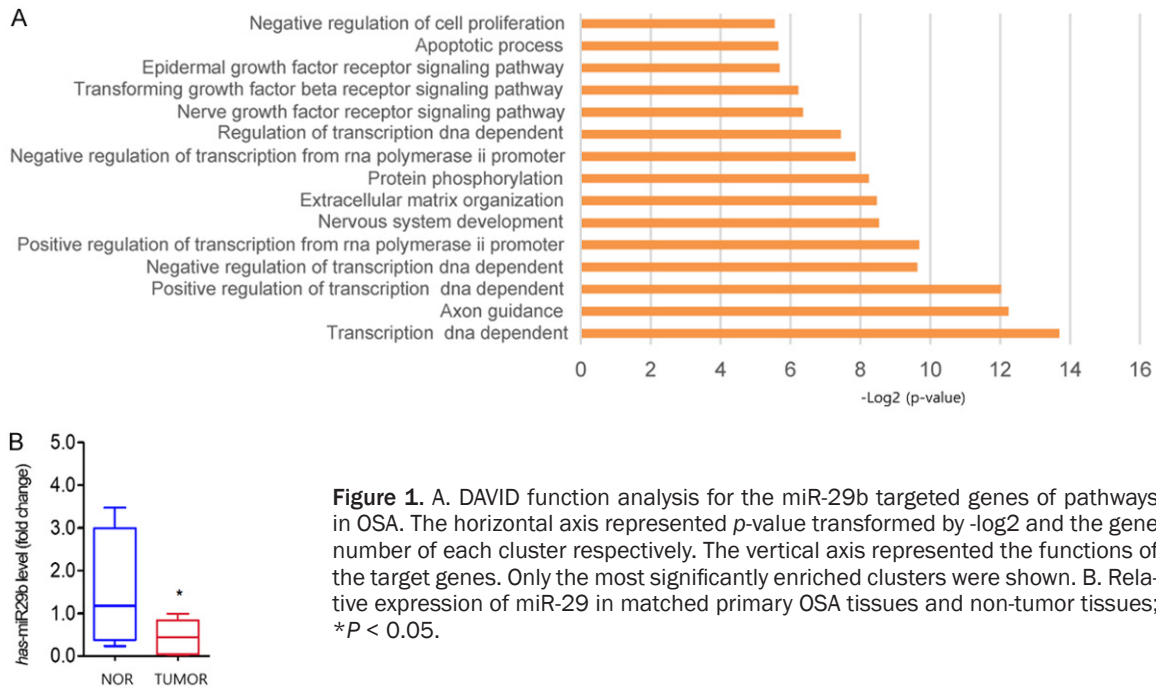 A
Negative regulation of cell proliferation
Apoptotic process
Epidermal growth factor receptor signaling pathway
Transforming growth factor beta receptor signaling pathway
Nerve growth factor receptor signaling pathway
Regulation of transcription dna dependent
Negative regulation of transcription from rna polymerase ii promoter
Protein phosphorylation
Extracellular matrix organization
Nervous system development
Positive regulation of transcription from rna polymerase ii promoter
Negative regulation of transcription dna dependent
Positive regulation of transcription dna dependent
Axon guidance
Transcription dna dependent
0 2 4 6 8 10 12 14 16
-Log2 (p-value)
B
has-miR29b level (fold change)
5.0
4.0
3.0
2.0
1.0
0.0
*
NOR TUMOR
Figure 1. A. DAVID function analysis for the miR-29b targeted genes of pathways
in OSA. The horizontal axis represented p-value transformed by -log2 and the gene
number of each cluster respectively. The vertical axis represented the functions of
the target genes. Only the most significantly enriched clusters were shown. B. Rela-
tive expression of miR-29 in matched primary OSA tissues and non-tumor tissues;
*P < 0.05.